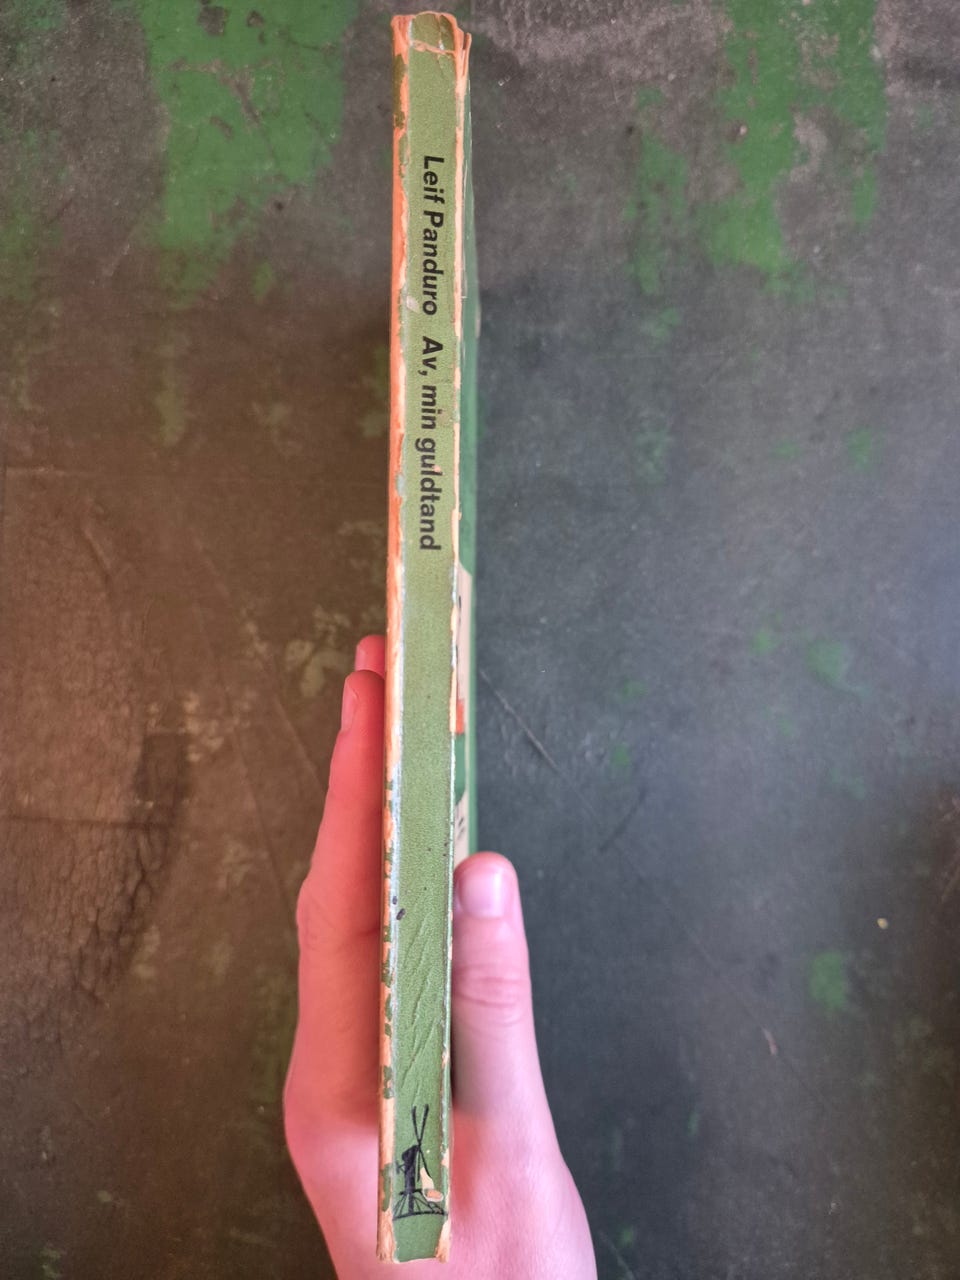 Leif Panduro Av, min guldtand